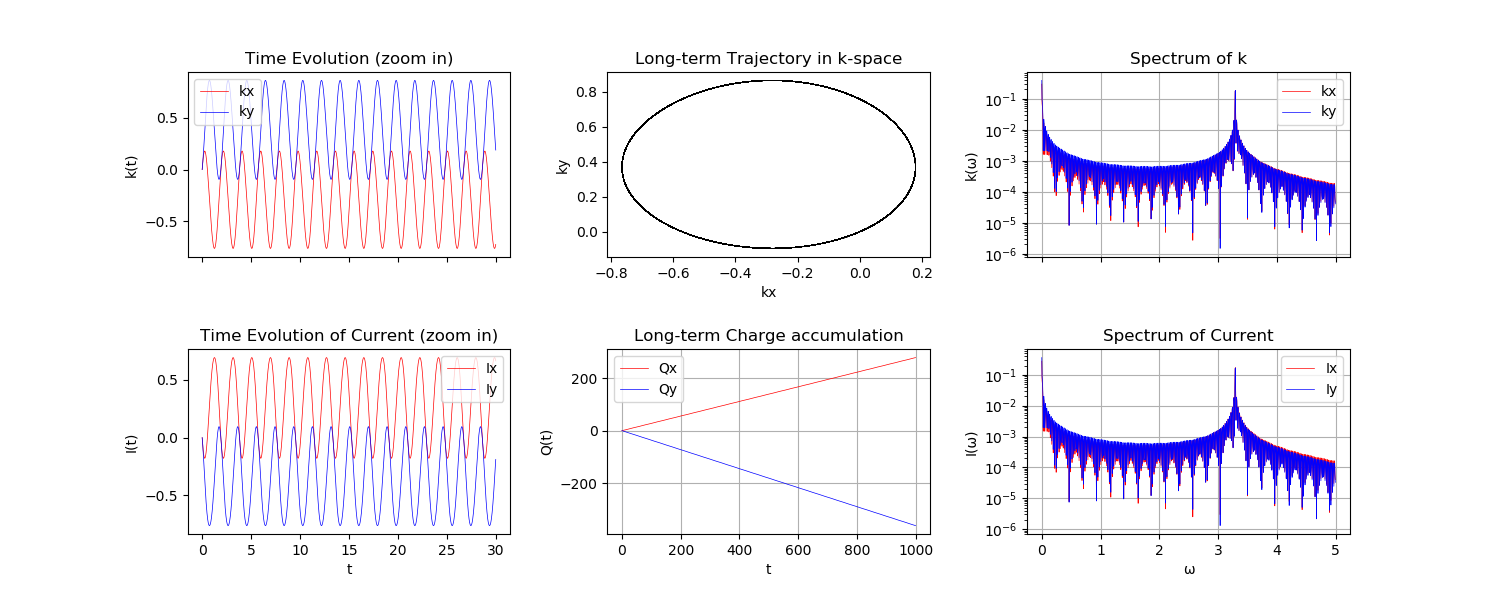 Time Evolution (zoom in)
kx
ky
k(t)
0.5
0.0
−0.5
Long-term Trajectory in k-space
ky
0.8
0.6
0.4
0.2
0.0
−0.8
−0.6
−0.4
−0.2
0.0
0.2
kx
Spectrum of k
kx
ky
k(ω)
10⁻¹
10⁻²
10⁻³
10⁻⁴
10⁻⁵
10⁻⁶
Time Evolution of Current (zoom in)
Ix
Iy
I(t)
0.5
0.0
−0.5
0
5
10
15
20
25
30
t
Long-term Charge accumulation
Qx
Qy
Q(t)
200
0
−200
0
200
400
600
800
1000
t
Spectrum of Current
Ix
Iy
I(ω)
10⁻¹
10⁻²
10⁻³
10⁻⁴
10⁻⁵
10⁻⁶
0
1
2
3
4
5
ω